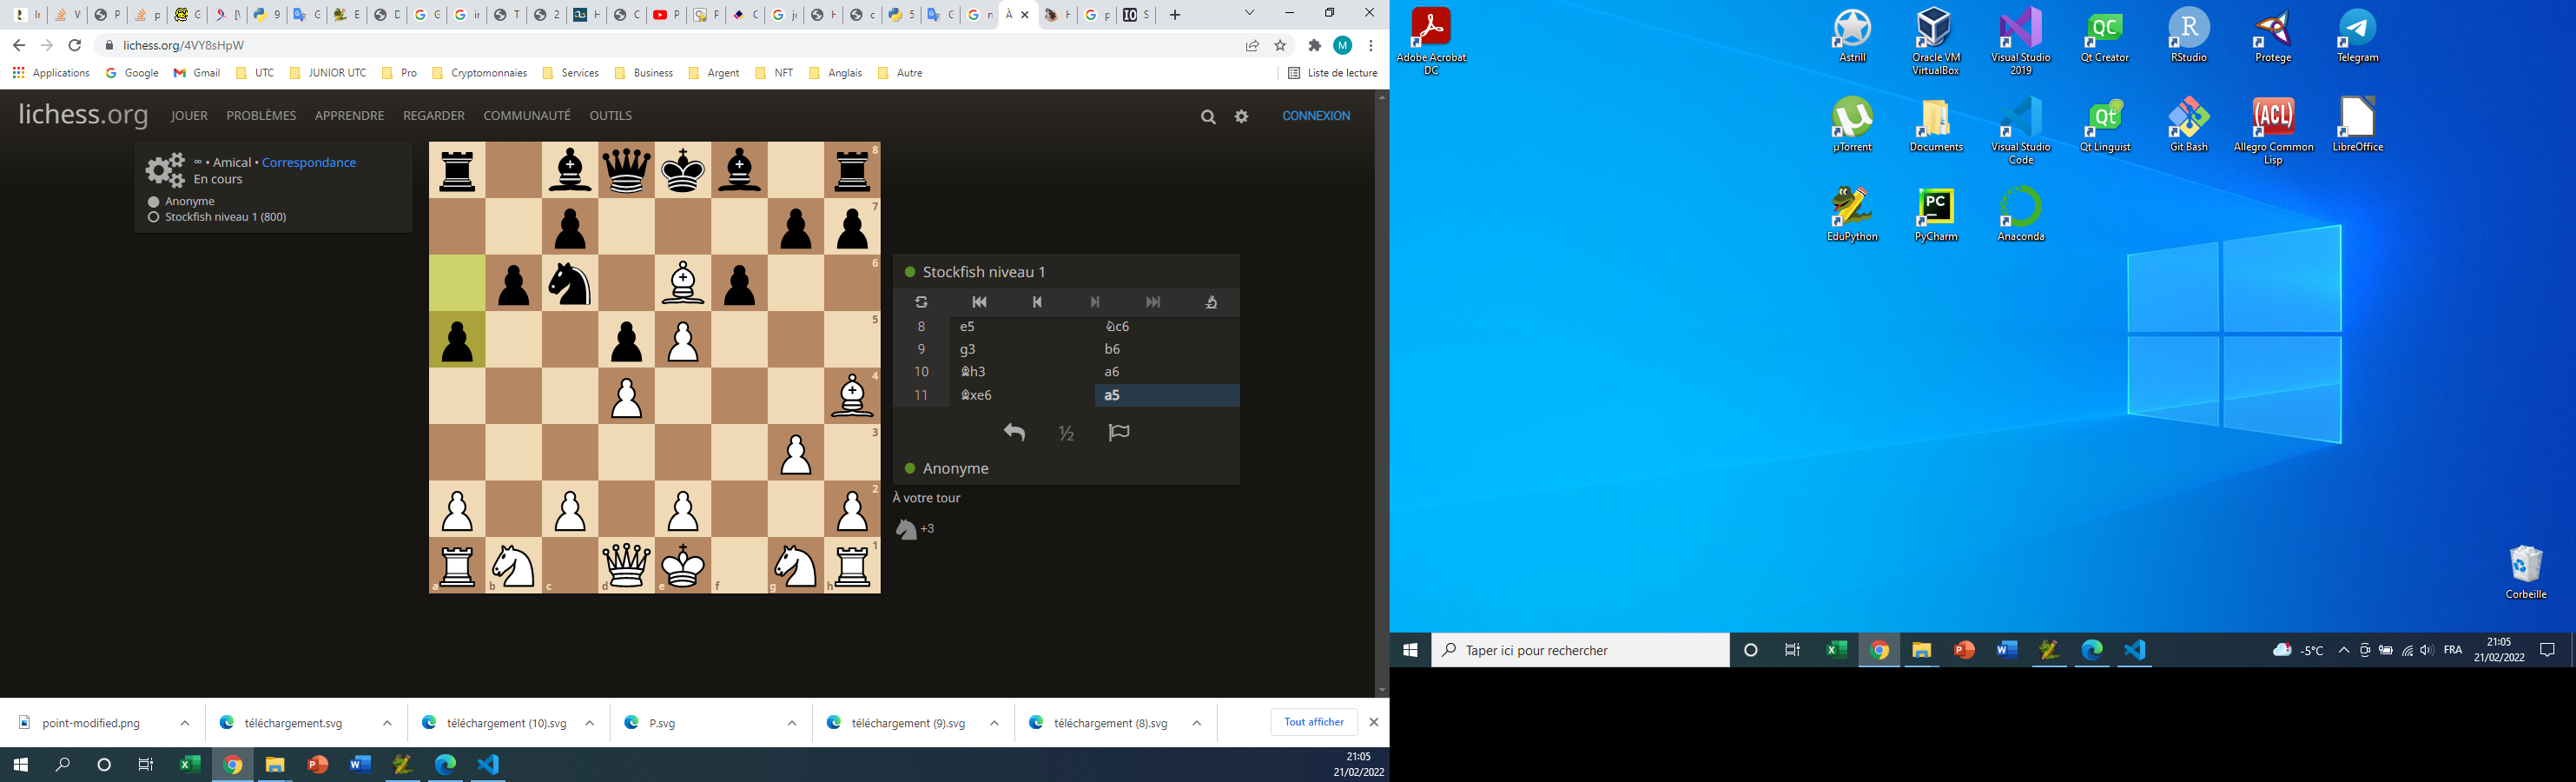 lichess.org/4VY8sHpW
Applications Google Gmail UTC JUNIOR UTC Pro Cryptomonnaies Services Business Argent NFT Anglais Autre Liste de lecture
lichess.org JOUER PROBLÈMES APPRENDRE REGARDER COMMUNAUTÉ OUTILS CONNEXION
∞ • Amical • Correspondance
En cours
Anonyme
Stockfish niveau 1 (800)
8
7
6
5
4
3
2
1
a b c d e f g h
Stockfish niveau 1
8 e5 ♘c6
9 g3 b6
10 ♗h3 a6
11 ♗xe6 a5
½
Anonyme
À votre tour
+3
point-modified.png téléchargement.svg téléchargement (10).svg P.svg téléchargement (9).svg téléchargement (8).svg Tout afficher
21:05
21/02/2022
Adobe Acrobat
DC
Astrill
Oracle VM
VirtualBox
Visual Studio
2019
Qt Creator
RStudio
Protege
Telegram
µTorrent
Documents
Visual Studio
Code
Qt Linguist
Git Bash
Allegro Common
Lisp
LibreOffice
EduPython
PyCharm
Anaconda
Corbeille
Taper ici pour rechercher
-5°C FRA
21:05
21/02/2022